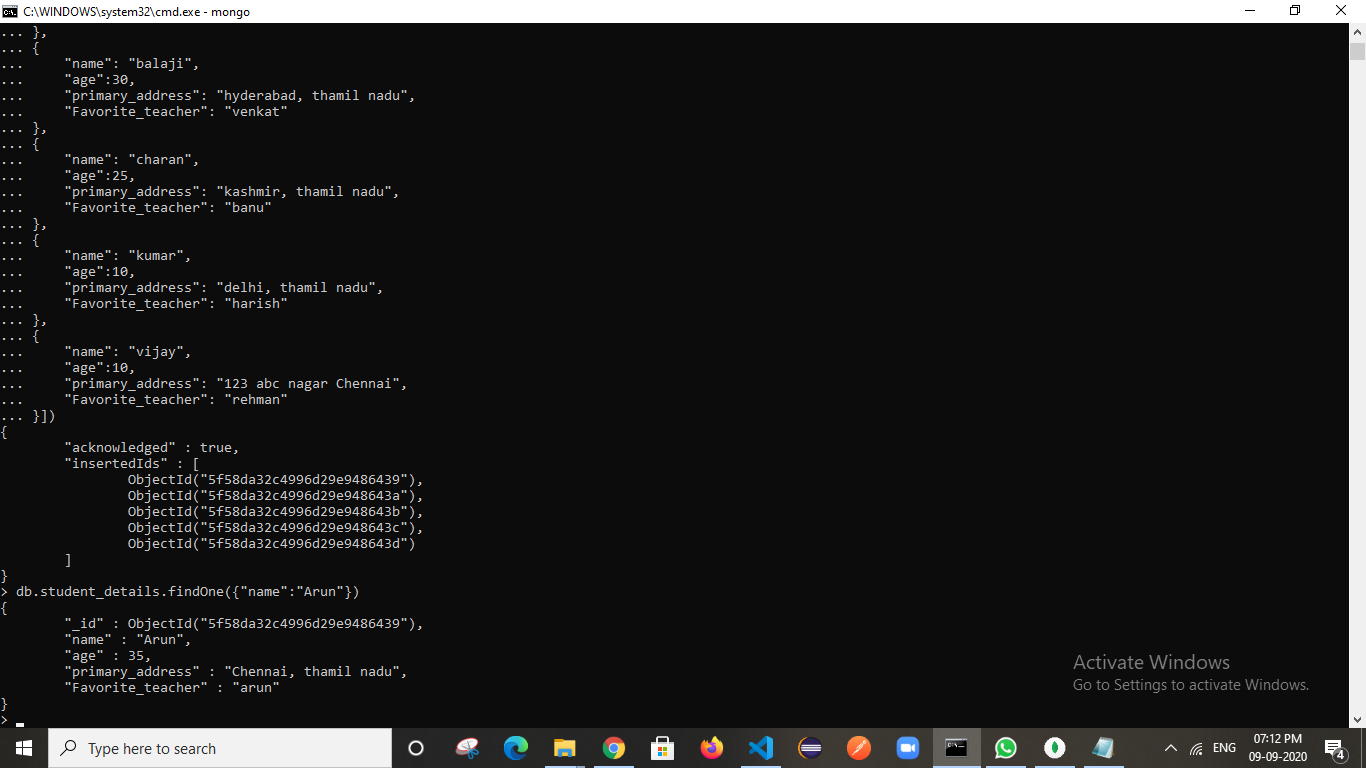 C:\WINDOWS\system32\cmd.exe - mongo
... },
... {
...     "name": "balaji",
...     "age":30,
...     "primary_address": "hyderabad, thamil nadu",
...     "Favorite_teacher": "venkat"
... },
... {
...     "name": "charan",
...     "age":25,
...     "primary_address": "kashmir, thamil nadu",
...     "Favorite_teacher": "banu"
... },
... {
...     "name": "kumar",
...     "age":10,
...     "primary_address": "delhi, thamil nadu",
...     "Favorite_teacher": "harish"
... },
... {
...     "name": "vijay",
...     "age":10,
...     "primary_address": "123 abc nagar Chennai",
...     "Favorite_teacher": "rehman"
... }])
{
        "acknowledged" : true,
        "insertedIds" : [
                ObjectId("5f58da32c4996d29e9486439"),
                ObjectId("5f58da32c4996d29e948643a"),
                ObjectId("5f58da32c4996d29e948643b"),
                ObjectId("5f58da32c4996d29e948643c"),
                ObjectId("5f58da32c4996d29e948643d")
        ]
}
> db.student_details.findOne({"name":"Arun"})
{
        "_id" : ObjectId("5f58da32c4996d29e9486439"),
        "name" : "Arun",
        "age" : 35,
        "primary_address" : "Chennai, thamil nadu",
        "Favorite_teacher" : "arun"
}
>
Activate Windows
Go to Settings to activate Windows.
Type here to search
ENG
07:12 PM
09-09-2020
4